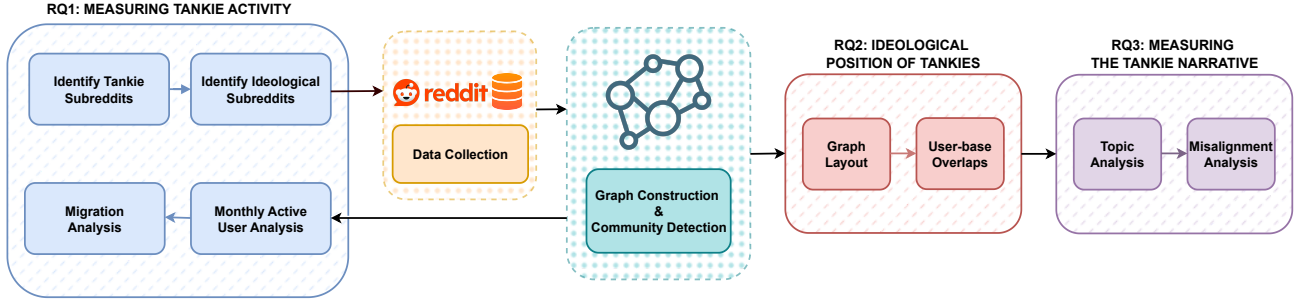 RQ1: MEASURING TANKIE ACTIVITY
Identify Tankie
Subreddits
Identify Ideological
Subreddits
Migration
Analysis
Monthly Active
User Analysis
reddit
Data Collection
Graph Construction
&
Community Detection
RQ2: IDEOLOGICAL
POSITION OF TANKIES
Graph
Layout
User-base
Overlaps
RQ3: MEASURING
THE TANKIE NARRATIVE
Topic
Analysis
Misalignment
Analysis